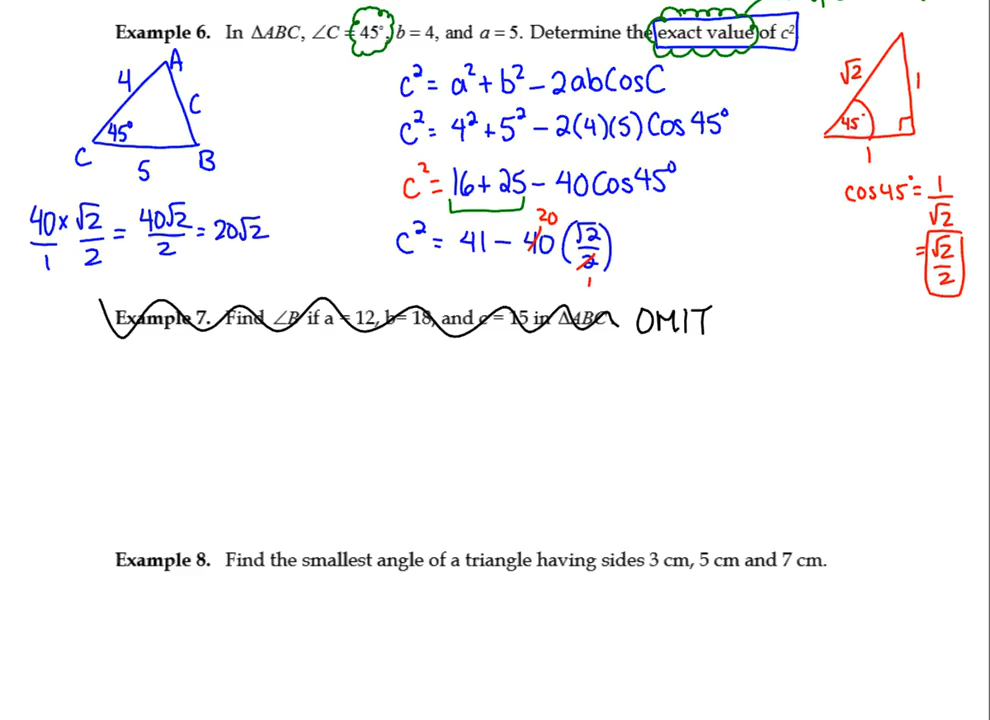 Example 6. In ΔABC, ∠C = 45°, b = 4, and a = 5. Determine the exact value of c²
4
A
C
45°
C
5
B
c² = a² + b² - 2abCosC
c² = 4² + 5² - 2(4)(5)Cos45°
c² = 16 + 25 - 40Cos45°
c² = 41 - 40(√2/2)
20
1
40/1 × √2/2 = 40√2/2 = 20√2
√2
1
45°
1
cos45° = 1/√2
= √2/2
Example 7. Find ∠B if a = 12, b = 18, and c = 15 in ΔABC. OMIT
Example 8. Find the smallest angle of a triangle having sides 3 cm, 5 cm and 7 cm.